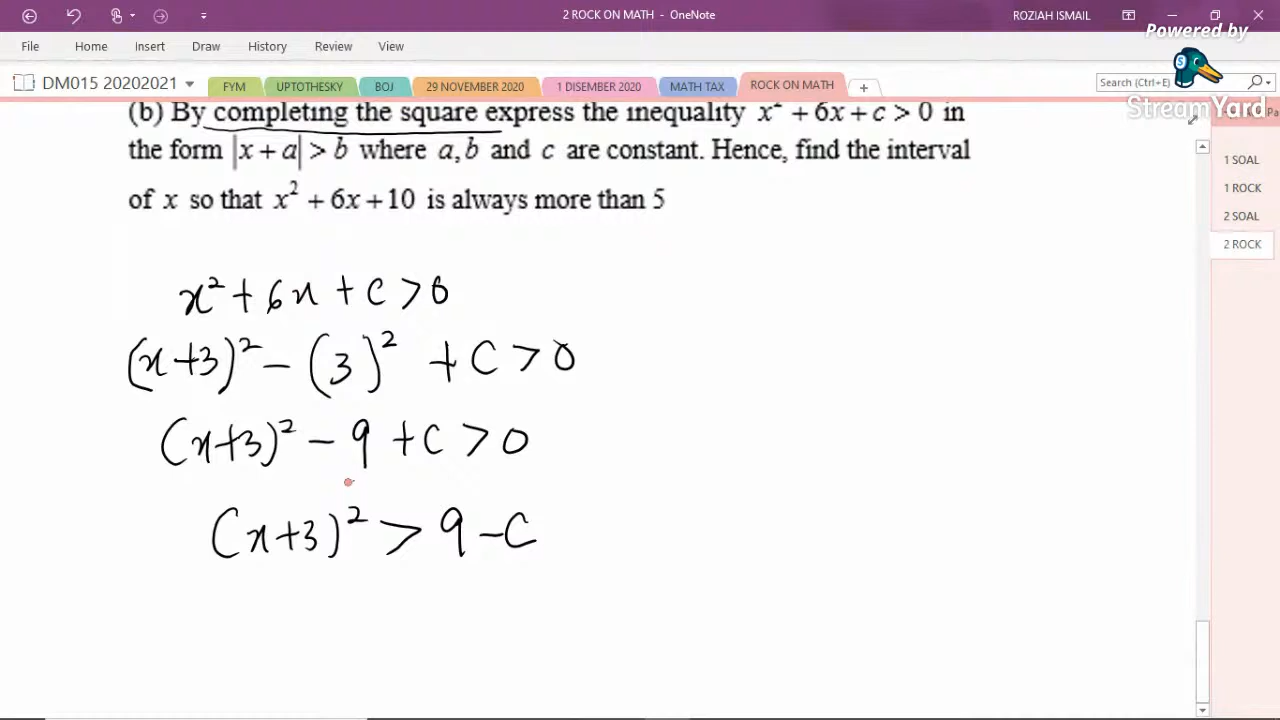 2 ROCK ON MATH - OneNote
ROZIAH ISMAIL
Powered by
File Home Insert Draw History Review View
DM015 20202021
FYM UPTOTHESKY BOJ 29 NOVEMBER 2020 1 DISEMBER 2020 MATH TAX ROCK ON MATH +
Search (Ctrl+E)
StreamYard
(b) By completing the square express the inequality x² + 6x + c > 0 in
the form |x + a| > b where a, b and c are constant. Hence, find the interval
of x so that x² + 6x + 10 is always more than 5
1 SOAL
1 ROCK
2 SOAL
2 ROCK
x² + 6x + c > 0
(x+3)² - (3)² + c > 0
(x+3)² - 9 + c > 0
(x+3)² > 9 - c